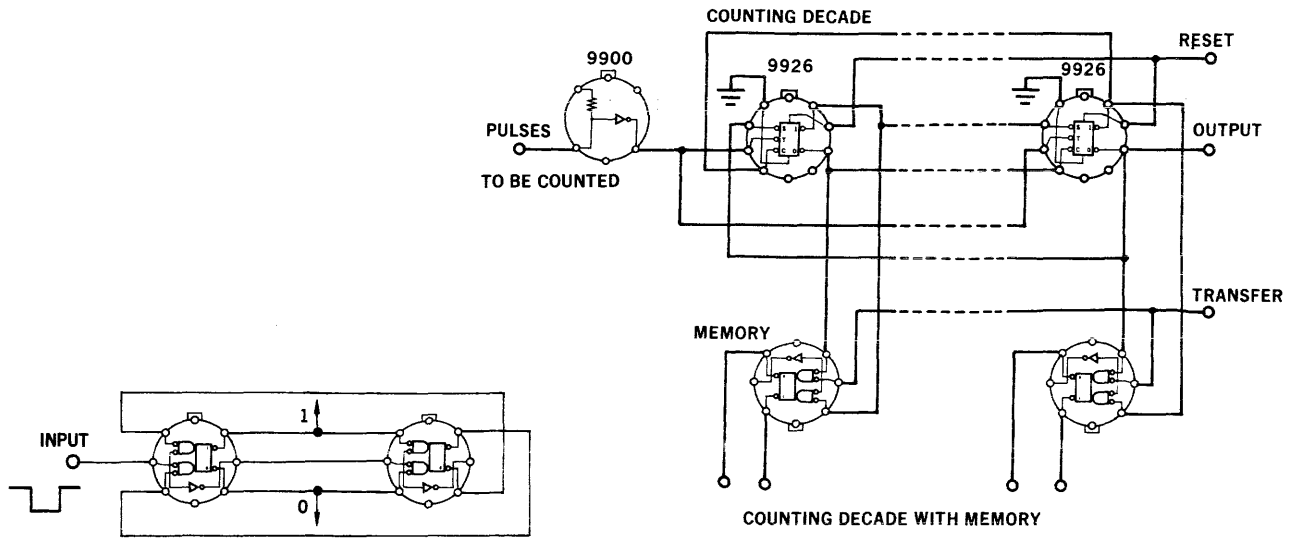 COUNTING DECADE
RESET
9900
9926
9926
PULSES
OUTPUT
TO BE COUNTED
TRANSFER
MEMORY
1
INPUT
0
COUNTING DECADE WITH MEMORY